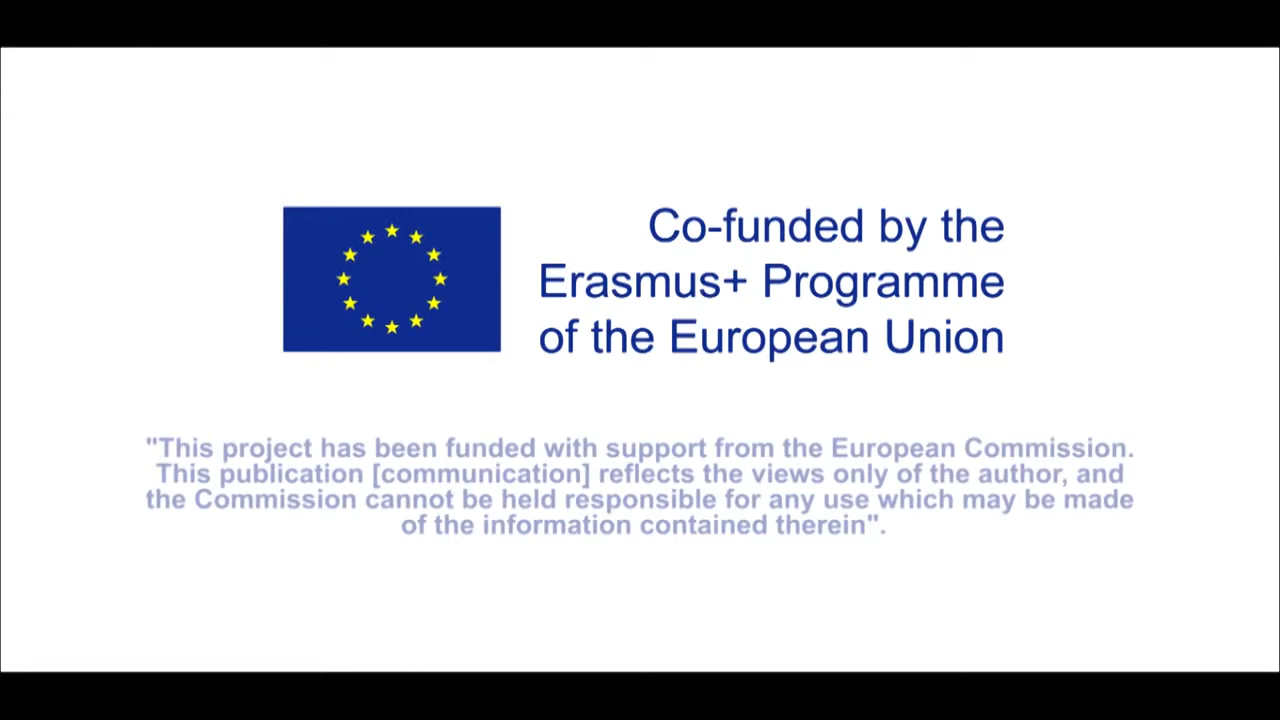 Co-funded by the
Erasmus+ Programme
of the European Union
"This project has been funded with support from the European Commission.
This publication [communication] reflects the views only of the author, and
the Commission cannot be held responsible for any use which may be made
of the information contained therein".